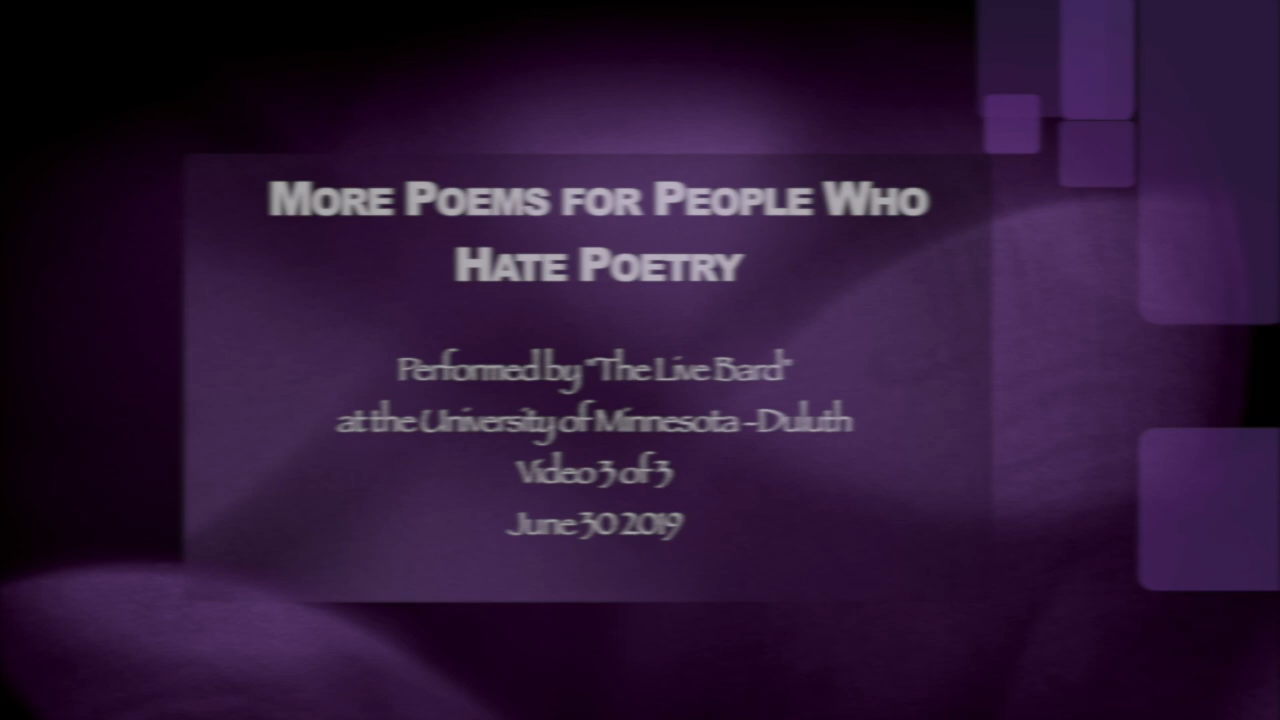 More Poems for People Who
Hate Poetry
Performed by "The Live Bard"
at the University of Minnesota - Duluth
Video 3 of 3
June 30 2019